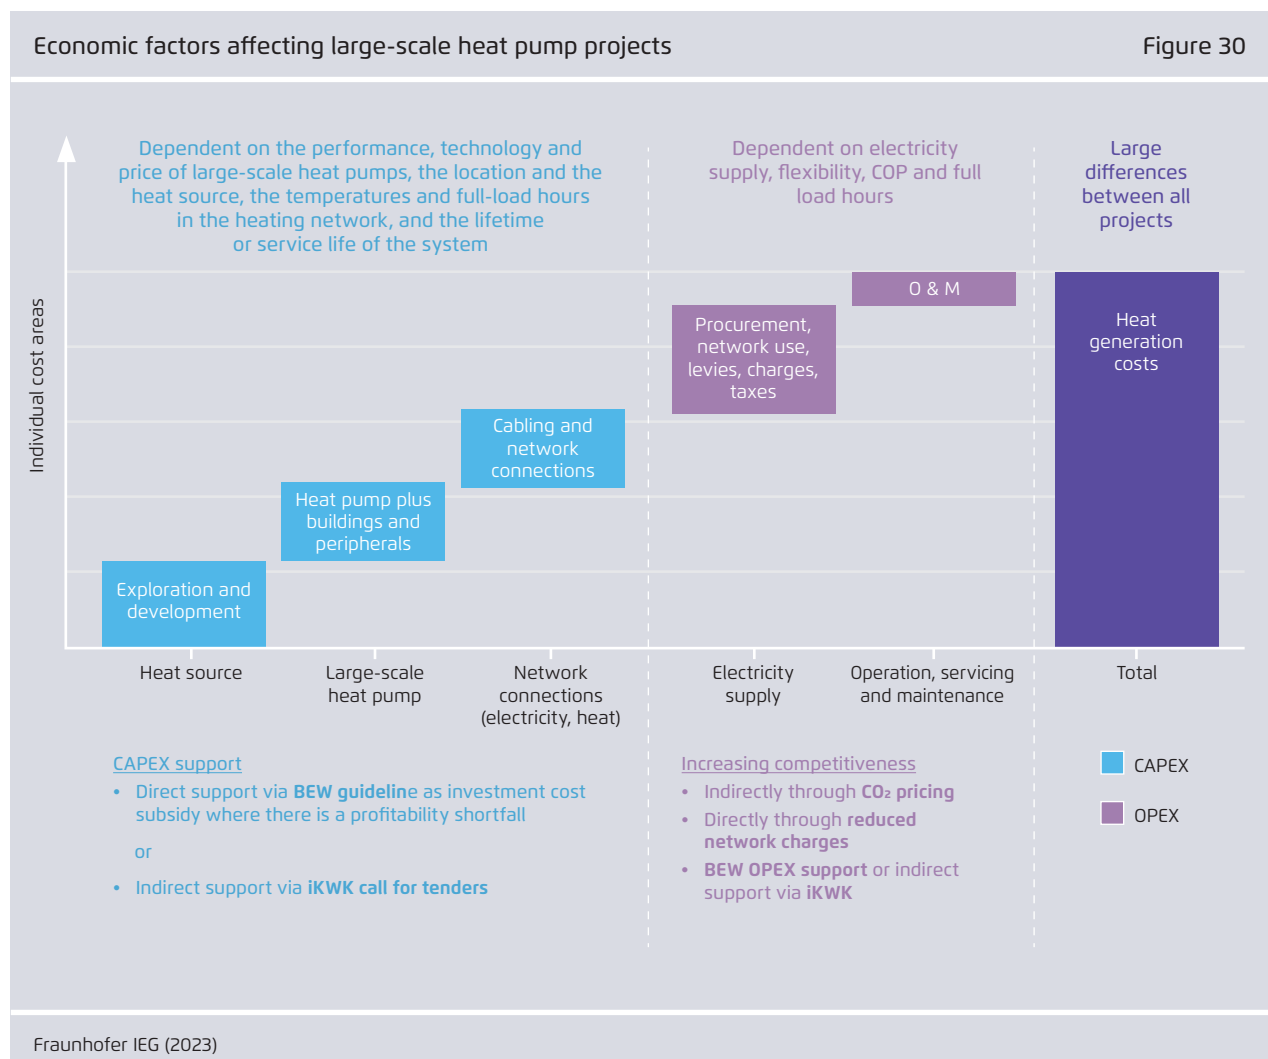 Economic factors affecting large-scale heat pump projects
Figure 30
Dependent on the performance, technology and
price of large-scale heat pumps, the location and the
heat source, the temperatures and full-load hours
in the heating network, and the lifetime
or service life of the system
Dependent on electricity
supply, flexibility, COP and full
load hours
Large
differences
between all
projects
Individual cost areas
Exploration and
development
Heat pump plus
buildings and
peripherals
Cabling and
network
connections
Procurement,
network use,
levies, charges,
taxes
O & M
Heat
generation
costs
Heat source
Large-scale
heat pump
Network
connections
(electricity, heat)
Electricity
supply
Operation, servicing
and maintenance
Total
CAPEX support
• Direct support via BEW guideline as investment cost
subsidy where there is a profitability shortfall
or
• Indirect support via iKWK call for tenders
Increasing competitiveness
• Indirectly through CO₂ pricing
• Directly through reduced
network charges
• BEW OPEX support or indirect
support via iKWK
CAPEX
OPEX
Fraunhofer IEG (2023)